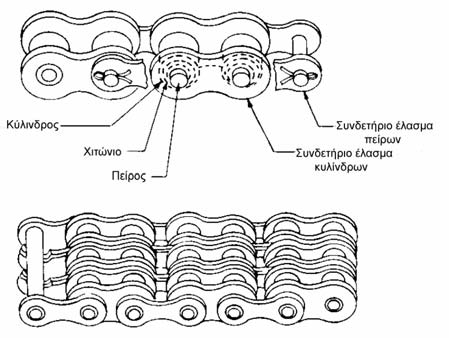 Κύλινδρος
Χιτώνιο
Πείρος
Συνδετήριο έλασμα
πείρων
Συνδετήριο έλασμα
κυλίνδρων